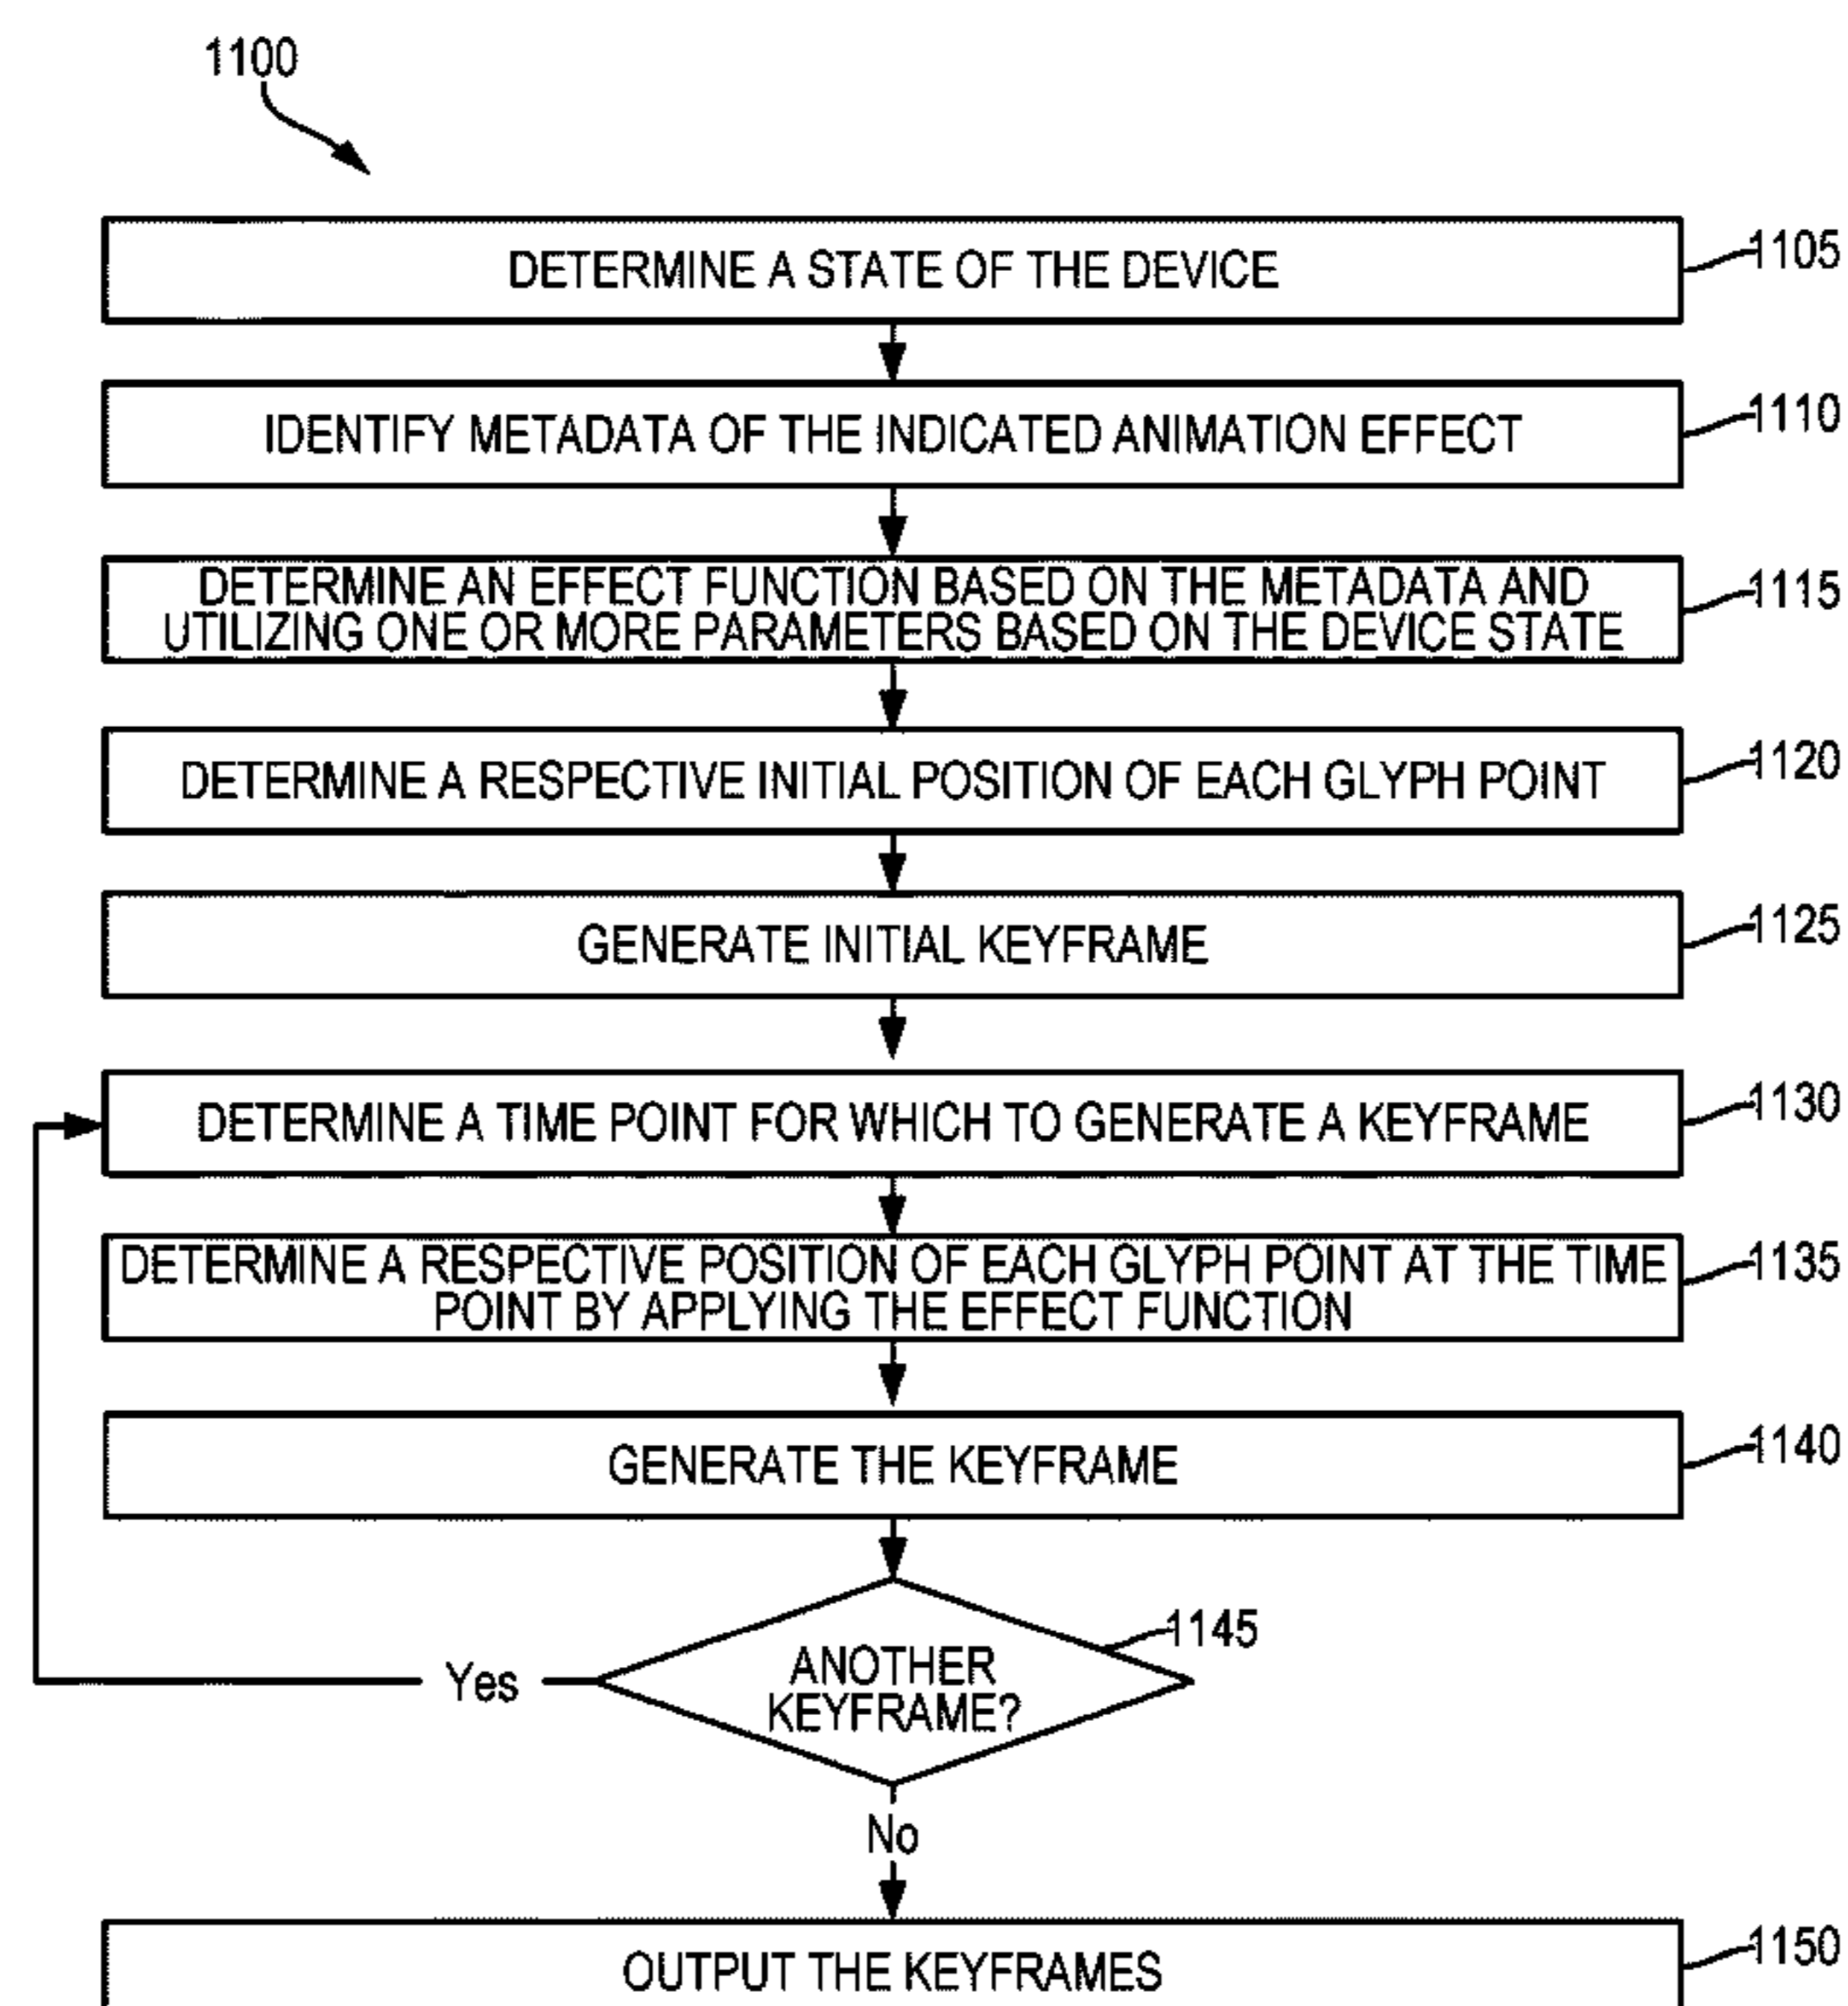 1100
DETERMINE A STATE OF THE DEVICE
1105
IDENTIFY METADATA OF THE INDICATED ANIMATION EFFECT
1110
DETERMINE AN EFFECT FUNCTION BASED ON THE METADATA AND
UTILIZING ONE OR MORE PARAMETERS BASED ON THE DEVICE STATE
1115
DETERMINE A RESPECTIVE INITIAL POSITION OF EACH GLYPH POINT
1120
GENERATE INITIAL KEYFRAME
1125
DETERMINE A TIME POINT FOR WHICH TO GENERATE A KEYFRAME
1130
DETERMINE A RESPECTIVE POSITION OF EACH GLYPH POINT AT THE TIME
POINT BY APPLYING THE EFFECT FUNCTION
1135
GENERATE THE KEYFRAME
1140
ANOTHER
KEYFRAME?
1145
Yes
No
OUTPUT THE KEYFRAMES
1150